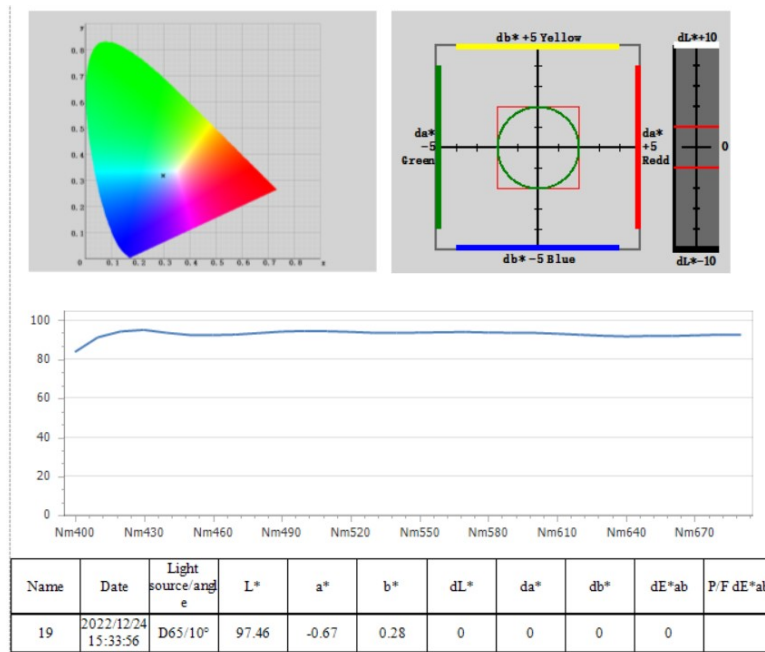 y
0.8
0.7
0.6
0.5
0.4
0.3
0.2
0.1
0.1 0.2 0.3 0.4 0.5 0.6 0.7 0.8 x
db* +5 Yellow
dL*+10
da*
-5
Green
da*
+5
Redd
0
db* -5 Blue
dL*-10
100
80
60
40
20
0
Nm400 Nm430 Nm460 Nm490 Nm520 Nm550 Nm580 Nm610 Nm640 Nm670
Name Date Light source/angl e L* a* b* dL* da* db* dE*ab P/F dE*ab
19 2022/12/24 15:33:56 D65/10° 97.46 -0.67 0.28 0 0 0 0